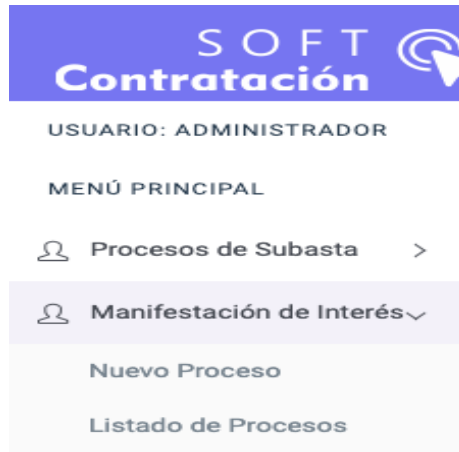 SOFT
Contratación
USUARIO: ADMINISTRADOR
MENÚ PRINCIPAL
Procesos de Subasta
Manifestación de Interés
Nuevo Proceso
Listado de Procesos